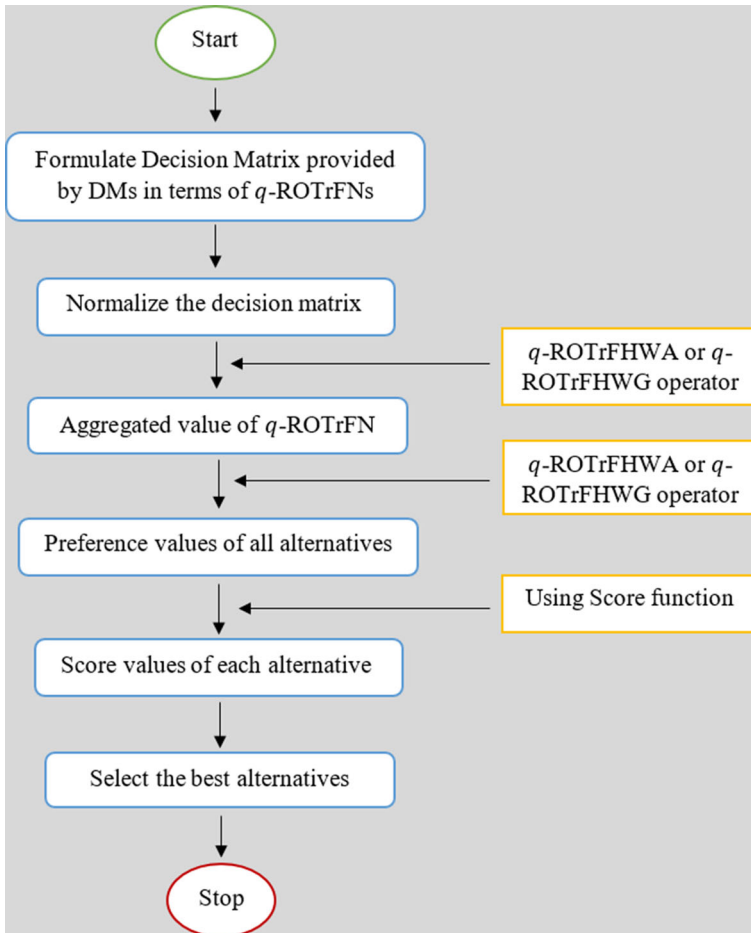 Start
Formulate Decision Matrix provided
by DMs in terms of q-ROTrFNs
Normalize the decision matrix
q-ROTrFHWA or q-
ROTrFHWG operator
Aggregated value of q-ROTrFN
q-ROTrFHWA or q-
ROTrFHWG operator
Preference values of all alternatives
Using Score function
Score values of each alternative
Select the best alternatives
Stop